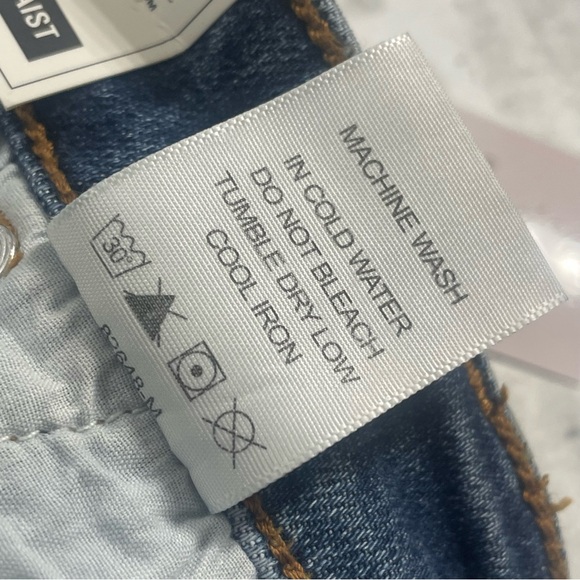 AIST
MACHINE WASH
IN COLD WATER
DO NOT BLEACH
TUMBLE DRY LOW
COOL IRON
30°